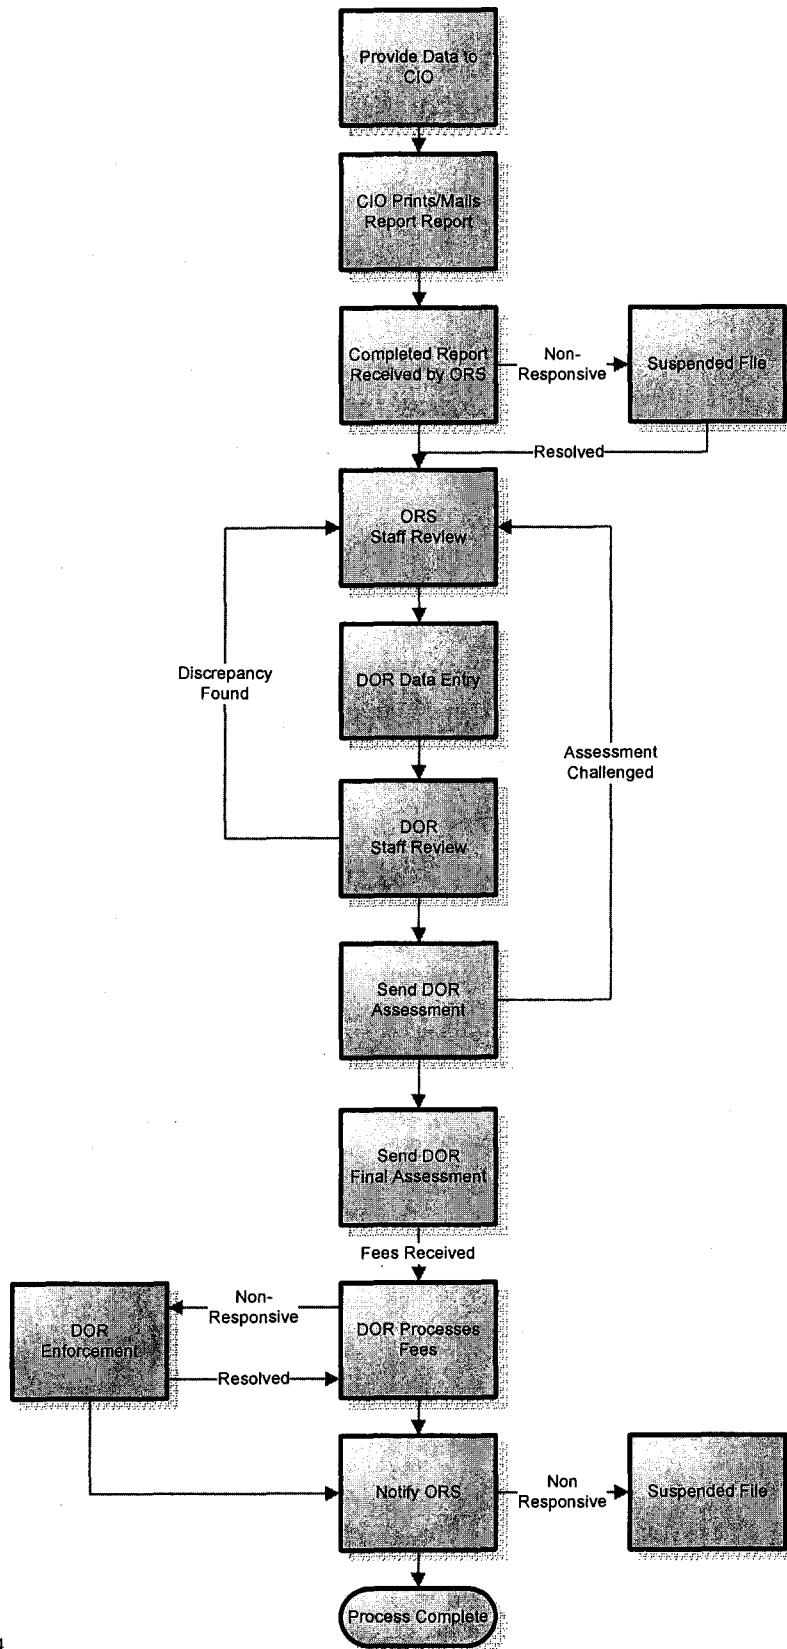 Provide Data to
CIO
CIO Prints/Mails
Report Report
Completed Report
Received by ORS
Non-
Responsive
Suspended File
Resolved
ORS
Staff Review
Discrepancy
Found
DOR Data Entry
Assessment
Challenged
DOR
Staff Review
Send DOR
Assessment
Send DOR
Final Assessment
Fees Received
DOR
Enforcement
Non-
Responsive
DOR Processes
Fees
Resolved
Notify ORS
Non
Responsive
Suspended File
Process Complete